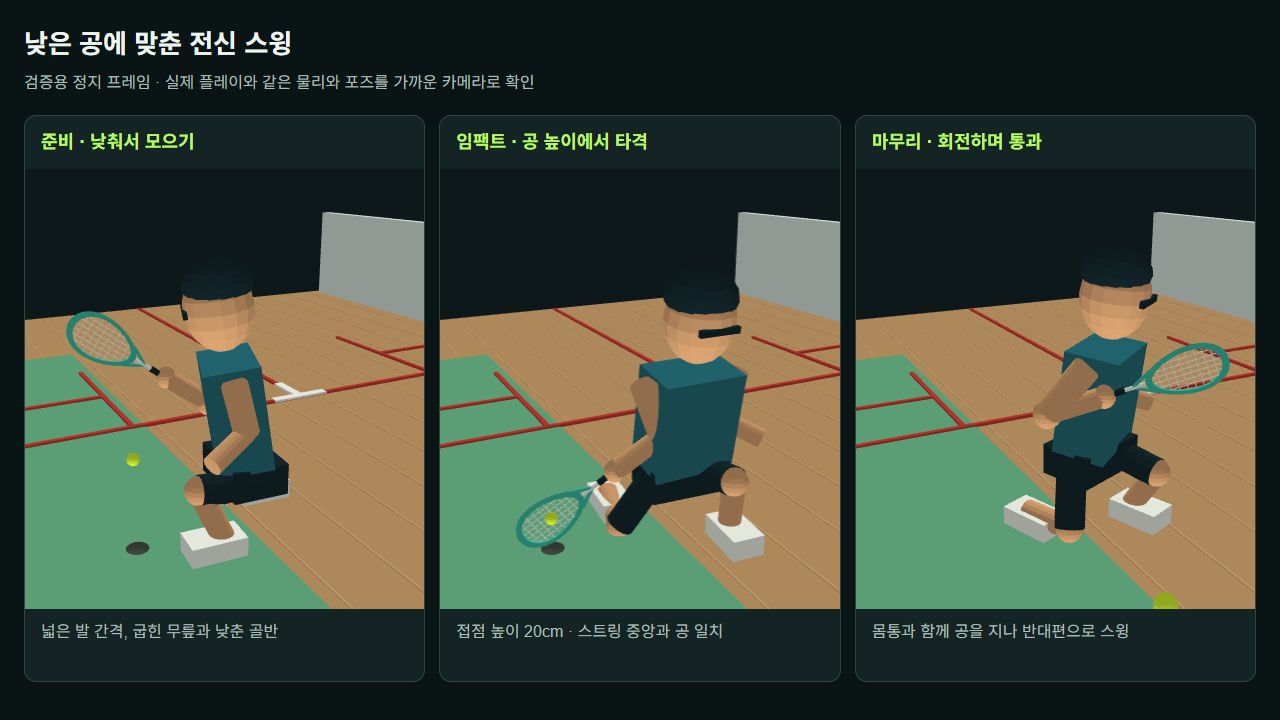 낮은 공에 맞춘 전신 스윙
검증용 정지 프레임 · 실제 플레이와 같은 물리와 포즈를 가까운 카메라로 확인
준비 · 낮춰서 모으기
임팩트 · 공 높이에서 타격
마무리 · 회전하며 통과
넓은 발 간격, 굽힌 무릎과 낮춘 골반
접점 높이 20cm · 스트링 중앙과 공 일치
몸통과 함께 공을 지나 반대편으로 스윙